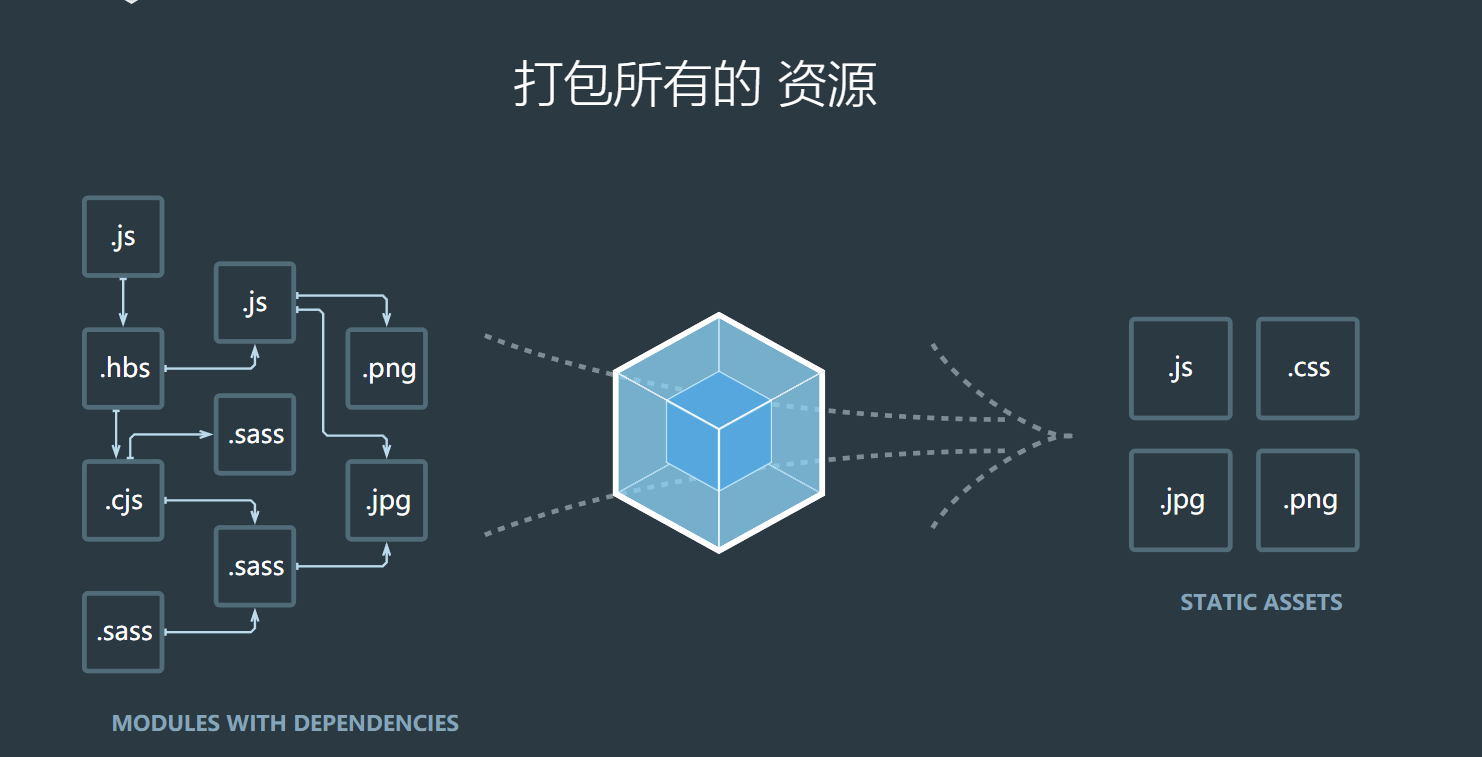 打包所有的 资源
.js
.js
.hbs
.png
.sass
.cjs
.jpg
.sass
.sass
MODULES WITH DEPENDENCIES
.js
.css
.jpg
.png
STATIC ASSETS